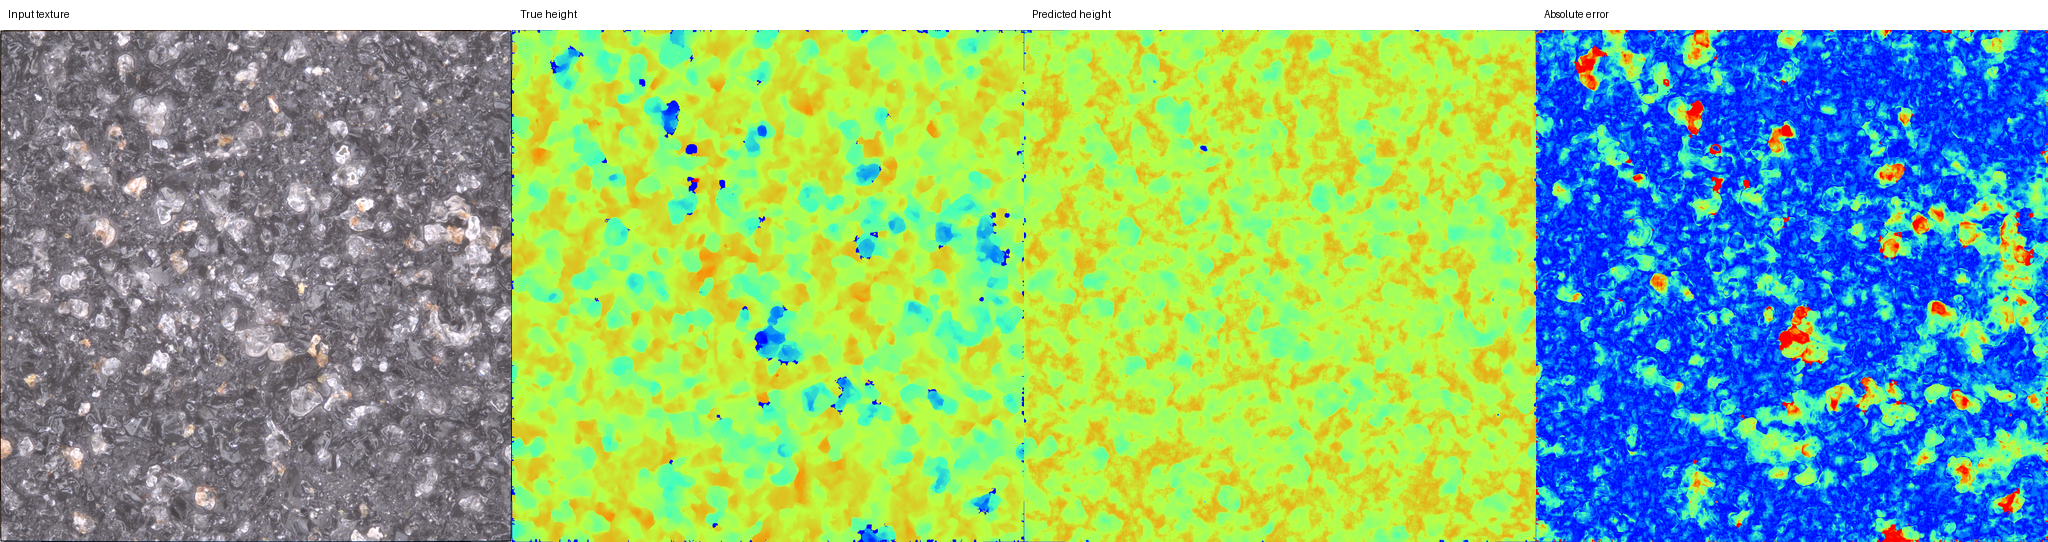 Input texture
True height
Predicted height
Absolute error